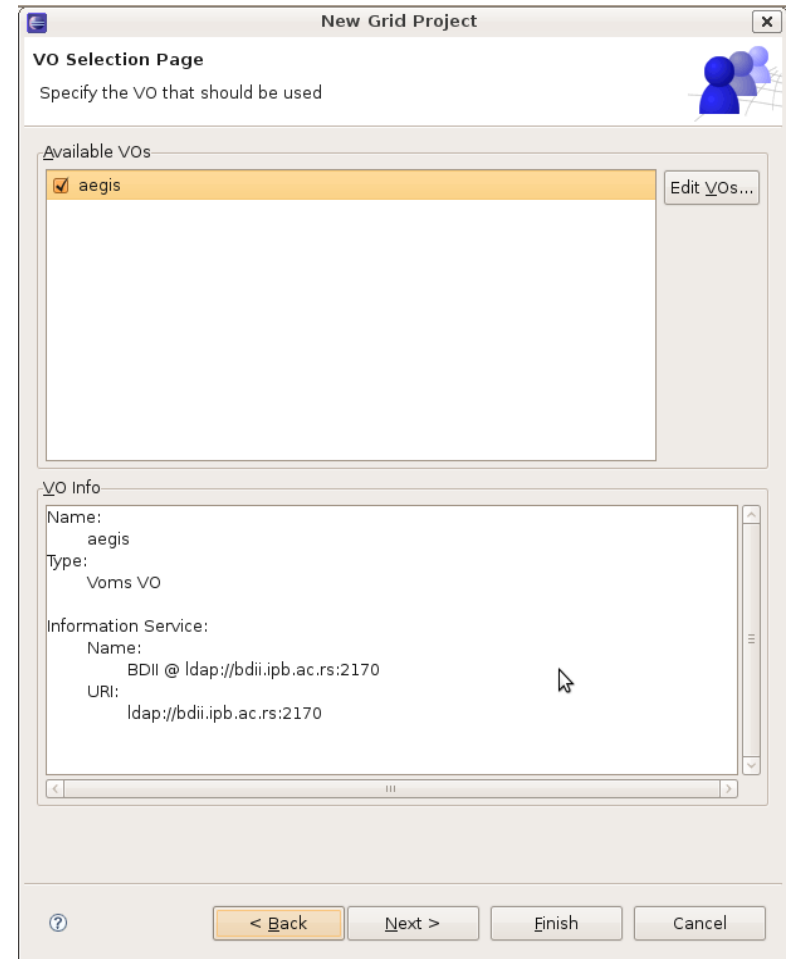 New Grid Project
VO Selection Page
Specify the VO that should be used
Available VOs
aegis
Edit VOs...
VO Info
Name:
aegis
Type:
Voms VO
Information Service:
Name:
BDII @ ldap://bdii.ipb.ac.rs:2170
URI:
ldap://bdii.ipb.ac.rs:2170
< Back
Next >
Finish
Cancel